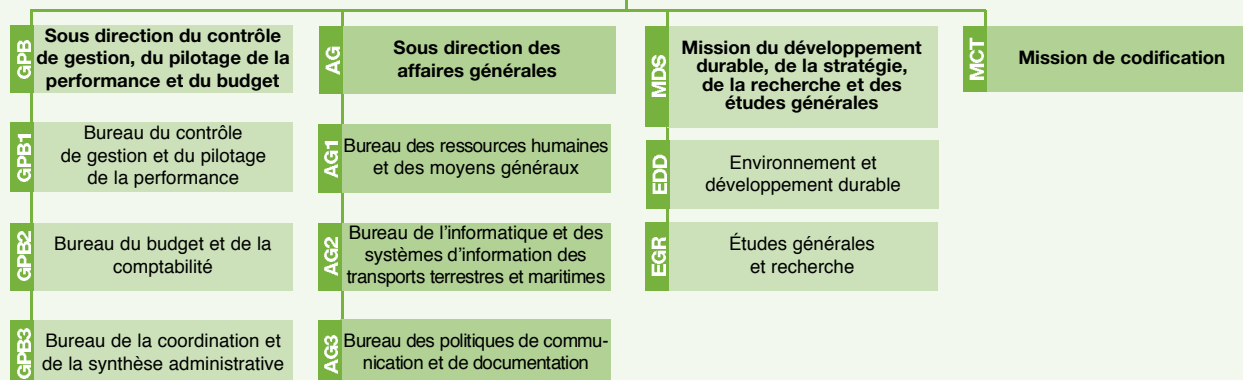 GPB
Sous direction du contrôle
de gestion, du pilotage de la
performance et du budget
GPB1
Bureau du contrôle
de gestion et du pilotage
de la performance
GPB2
Bureau du budget et de la
comptabilité
GPB3
Bureau de la coordination et
de la synthèse administrative
AG
Sous direction des
affaires générales
AG1
Bureau des ressources humaines
et des moyens généraux
AG2
Bureau de l’informatique et des
systèmes d’information des
transports terrestres et maritimes
AG3
Bureau des politiques de commu-
nication et de documentation
MDS
Mission du développement
durable, de la stratégie,
de la recherche et des
études générales
EDD
Environnement et
développement durable
EGR
Études générales
et recherche
MCT
Mission de codification